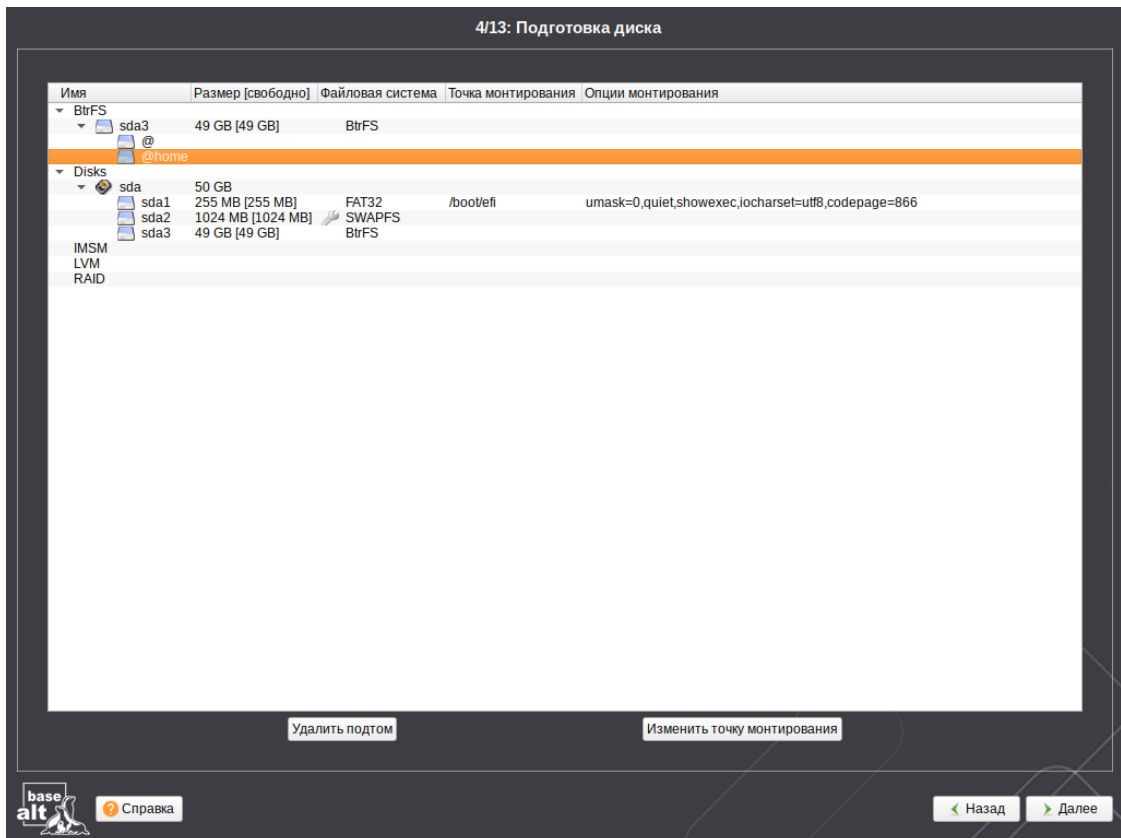 4/13: Подготовка диска
Имя Размер [свободно] Файловая система Точка монтирования Опции монтирования
BtrFS
sda3 49 GB [49 GB] BtrFS
@
@home
Disks
sda 50 GB
sda1 255 MB [255 MB] FAT32 /boot/efi umask=0,quiet,showexec,iocharset=utf8,codepage=866
sda2 1024 MB [1024 MB] SWAPFS
sda3 49 GB [49 GB] BtrFS
IMSM
LVM
RAID
Удалить подтом Изменить точку монтирования
base
alt Справка Назад Далее